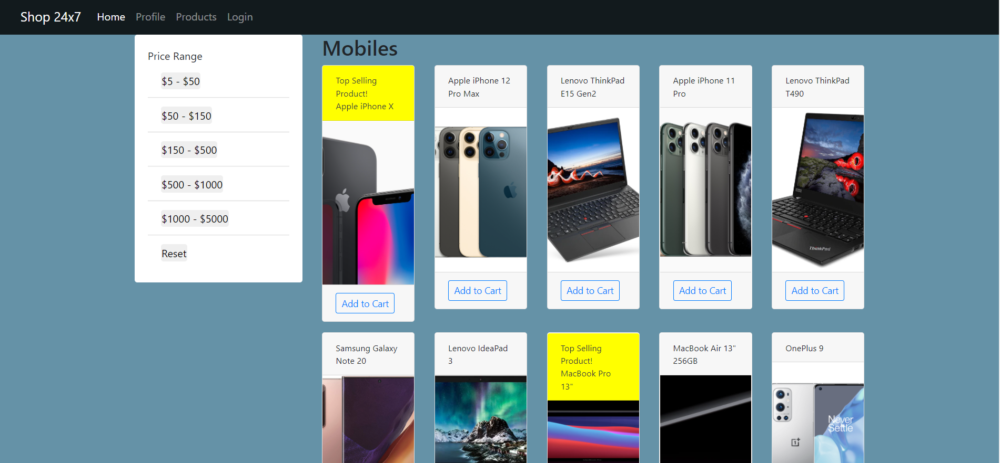 Shop 24x7 Home Profile Products Login
Price Range
$5 - $50
$50 - $150
$150 - $500
$500 - $1000
$1000 - $5000
Reset
Mobiles
Top Selling
Product!
Apple iPhone X
Add to Cart
Apple iPhone 12
Pro Max
Add to Cart
Lenovo ThinkPad
E15 Gen2
Add to Cart
Apple iPhone 11
Pro
Add to Cart
Lenovo ThinkPad
T490
ThinkPad
Add to Cart
Samsung Galaxy
Note 20
Lenovo IdeaPad
3
Top Selling
Product!
MacBook Pro
13"
MacBook Air 13"
256GB
OnePlus 9
Never
Settle